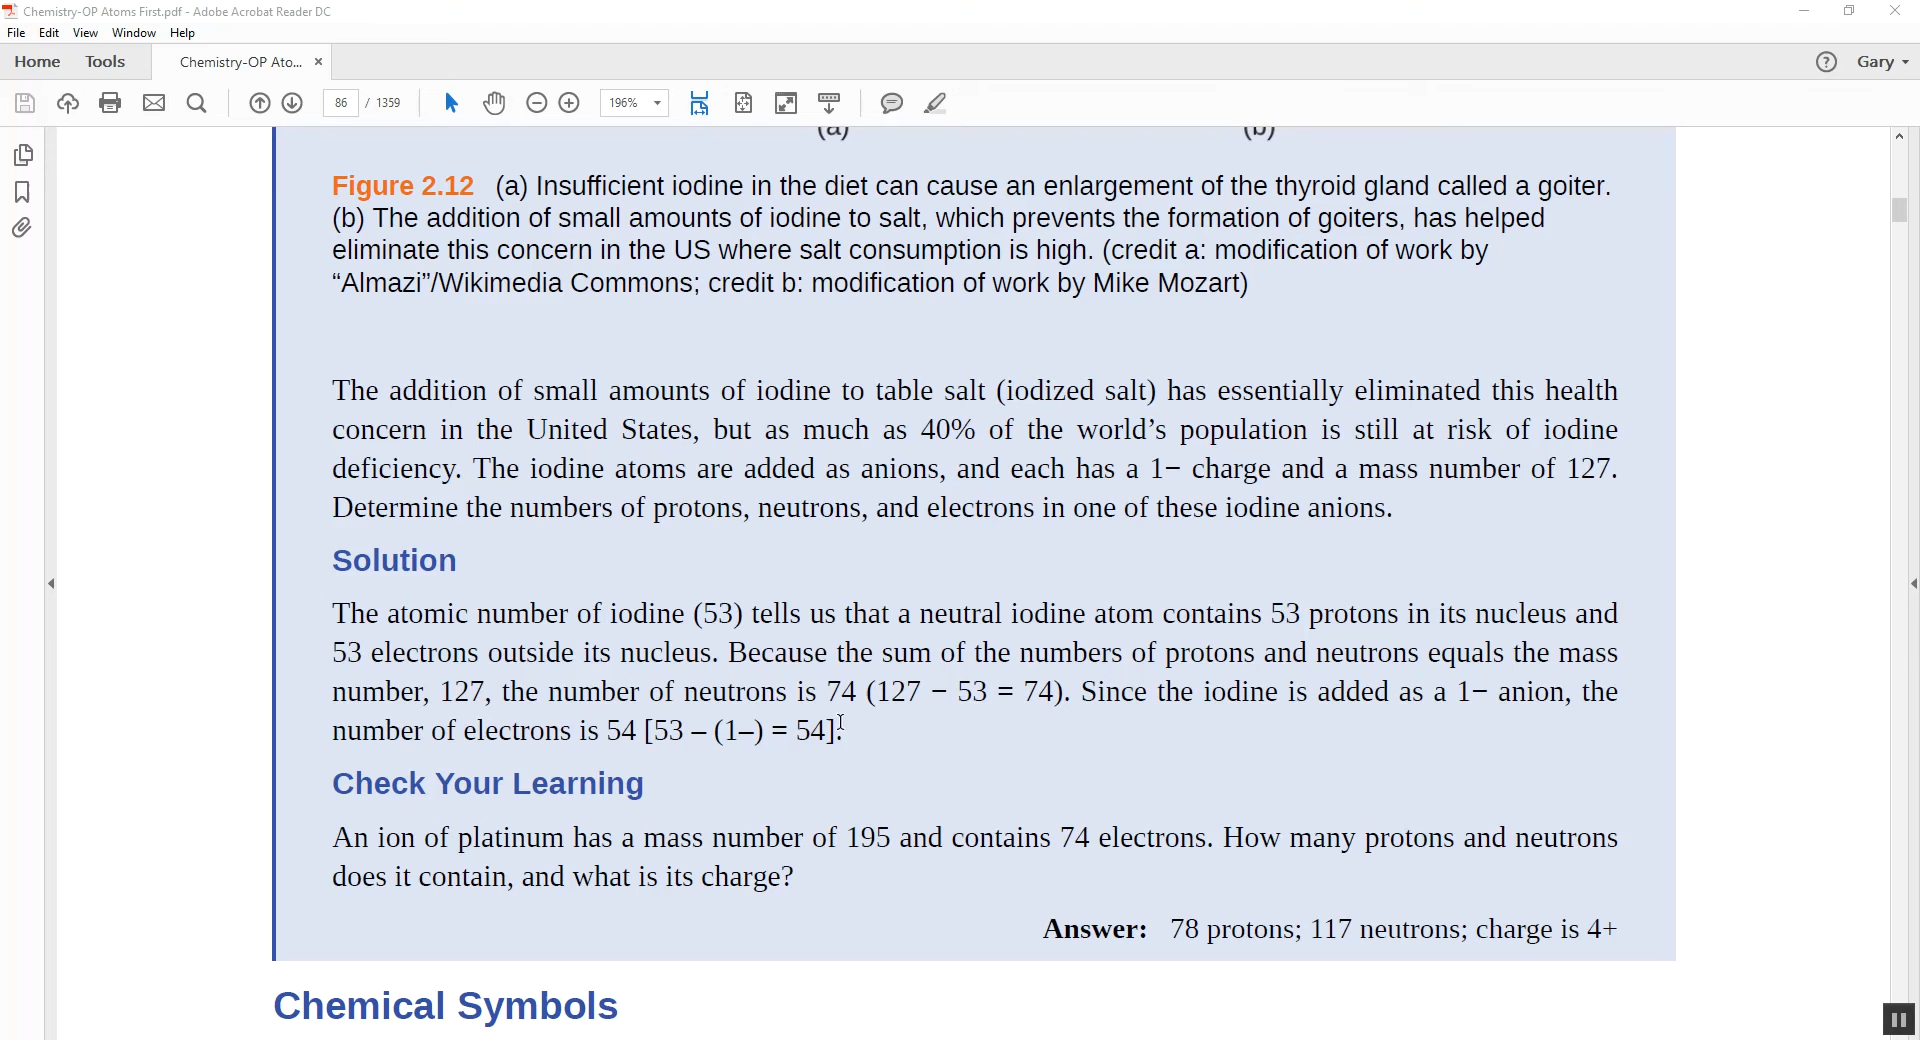 Chemistry-OP Atoms First.pdf - Adobe Acrobat Reader DC
File Edit View Window Help
Home Tools Chemistry-OP Ato... × Gary
86 / 1359 196%
(a) (b)
Figure 2.12 (a) Insufficient iodine in the diet can cause an enlargement of the thyroid gland called a goiter.
(b) The addition of small amounts of iodine to salt, which prevents the formation of goiters, has helped
eliminate this concern in the US where salt consumption is high. (credit a: modification of work by
“Almazi”/Wikimedia Commons; credit b: modification of work by Mike Mozart)
The addition of small amounts of iodine to table salt (iodized salt) has essentially eliminated this health
concern in the United States, but as much as 40% of the world’s population is still at risk of iodine
deficiency. The iodine atoms are added as anions, and each has a 1− charge and a mass number of 127.
Determine the numbers of protons, neutrons, and electrons in one of these iodine anions.
Solution
The atomic number of iodine (53) tells us that a neutral iodine atom contains 53 protons in its nucleus and
53 electrons outside its nucleus. Because the sum of the numbers of protons and neutrons equals the mass
number, 127, the number of neutrons is 74 (127 − 53 = 74). Since the iodine is added as a 1− anion, the
number of electrons is 54 [53 – (1–) = 54].
Check Your Learning
An ion of platinum has a mass number of 195 and contains 74 electrons. How many protons and neutrons
does it contain, and what is its charge?
Answer: 78 protons; 117 neutrons; charge is 4+
Chemical Symbols